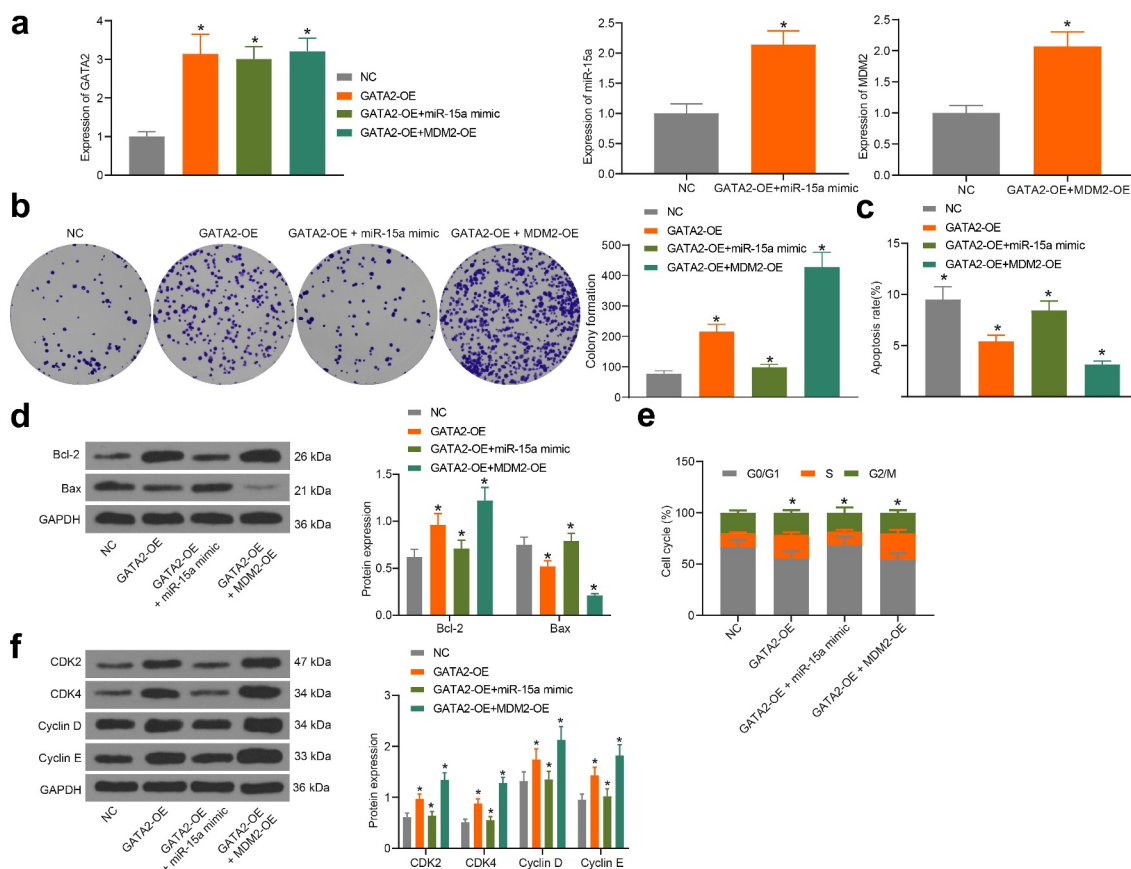 a
Expression of GATA2
4
3
2
1
0
NC
GATA2-OE
GATA2-OE+miR-15a mimic
GATA2-OE+MDM2-OE
*
*
*
Expression of miR-15a
2.5
2.0
1.5
1.0
0.5
0.0
*
NC
GATA2-OE+miR-15a mimic
Expression of MDM2
2.5
2.0
1.5
1.0
0.5
0.0
*
NC
GATA2-OE+MDM2-OE
b
NC
GATA2-OE
GATA2-OE + miR-15a mimic
GATA2-OE + MDM2-OE
NC
GATA2-OE
GATA2-OE+miR-15a mimic
GATA2-OE+MDM2-OE
Colony formation
500
400
300
200
100
0
*
*
*
c
NC
GATA2-OE
GATA2-OE+miR-15a mimic
GATA2-OE+MDM2-OE
Apoptosis rate(%)
15
10
5
*
*
*
*
d
Bcl-2
26 kDa
Bax
21 kDa
GAPDH
36 kDa
NC
GATA2-OE
GATA2-OE
+ miR-15a mimic
GATA2-OE
+ MDM2-OE
NC
GATA2-OE
GATA2-OE+miR-15a mimic
GATA2-OE+MDM2-OE
Protein expression
1.5
1.0
0.5
0.0
*
*
*
*
*
*
Bcl-2
Bax
e
G0/G1
S
G2/M
Cell cycle (%)
150
100
50
0
*
*
*
NC
GATA2-OE
GATA2-OE + miR-15a mimic
GATA2-OE + MDM2-OE
f
CDK2
47 kDa
CDK4
34 kDa
Cyclin D
34 kDa
Cyclin E
33 kDa
GAPDH
36 kDa
NC
GATA2-OE
GATA2-OE
+ miR-15a mimic
GATA2-OE
+ MDM2-OE
NC
GATA2-OE
GATA2-OE+miR-15a mimic
GATA2-OE+MDM2-OE
Protein expression
3
2
1
0
*
*
*
*
*
*
*
*
*
*
*
*
CDK2
CDK4
Cyclin D
Cyclin E